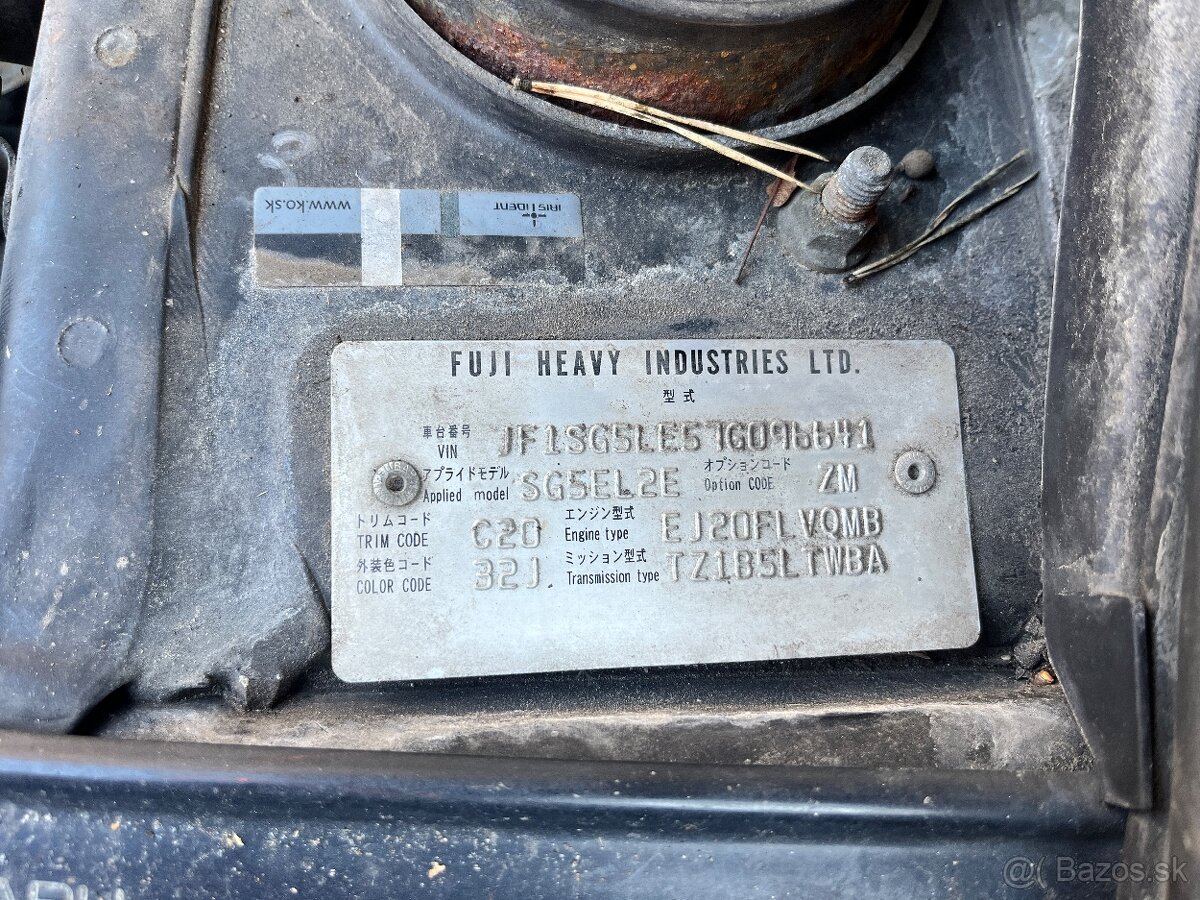 www.ko.sk
IRIS IDENT
FUJI HEAVY INDUSTRIES LTD.
型式
車台番号
VIN JF1SG5LE57G096641
アプライドモデル オプションコード
Applied model SG5EL2E Option CODE ZM
トリムコード エンジン型式
TRIM CODE C20 Engine type EJ20FLVQMB
外装色コード ミッション型式
COLOR CODE 32J Transmission type TZ1B5LTWBA
@( Bazos.sk